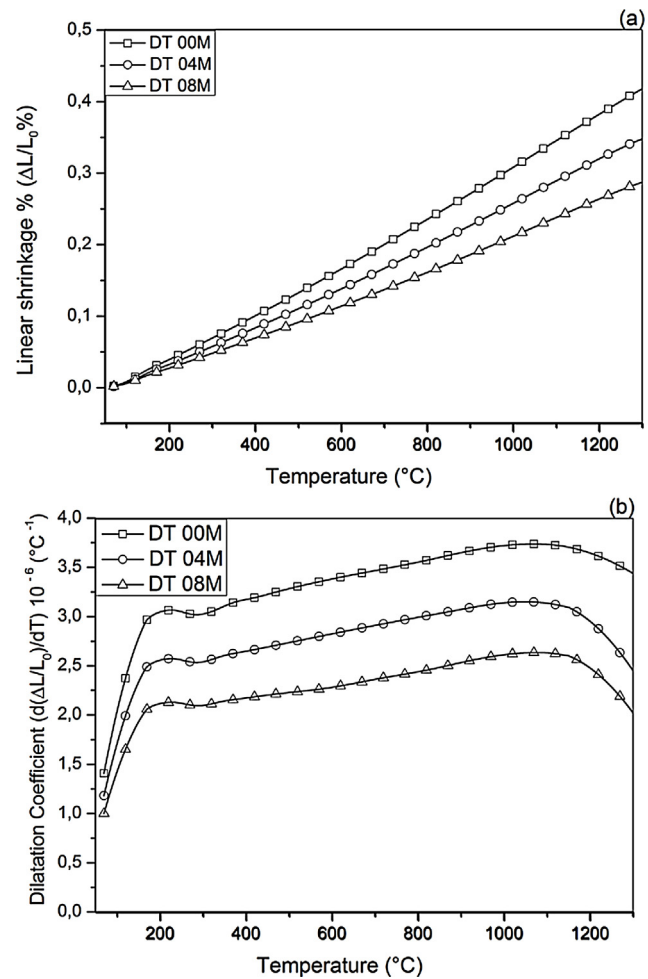 (a)
DT 00M
DT 04M
DT 08M
0,5
0,4
0,3
0,2
0,1
0,0
Linear shrinkage % (ΔL/L₀%)
200 400 600 800 1000 1200
Temperature (°C)
(b)
DT 00M
DT 04M
DT 08M
4,0
3,5
3,0
2,5
2,0
1,5
1,0
0,5
0,0
Dilatation Coefficient (d(ΔL/L₀)/dT) 10⁻⁶ (°C⁻¹)
200 400 600 800 1000 1200
Temperature (°C)